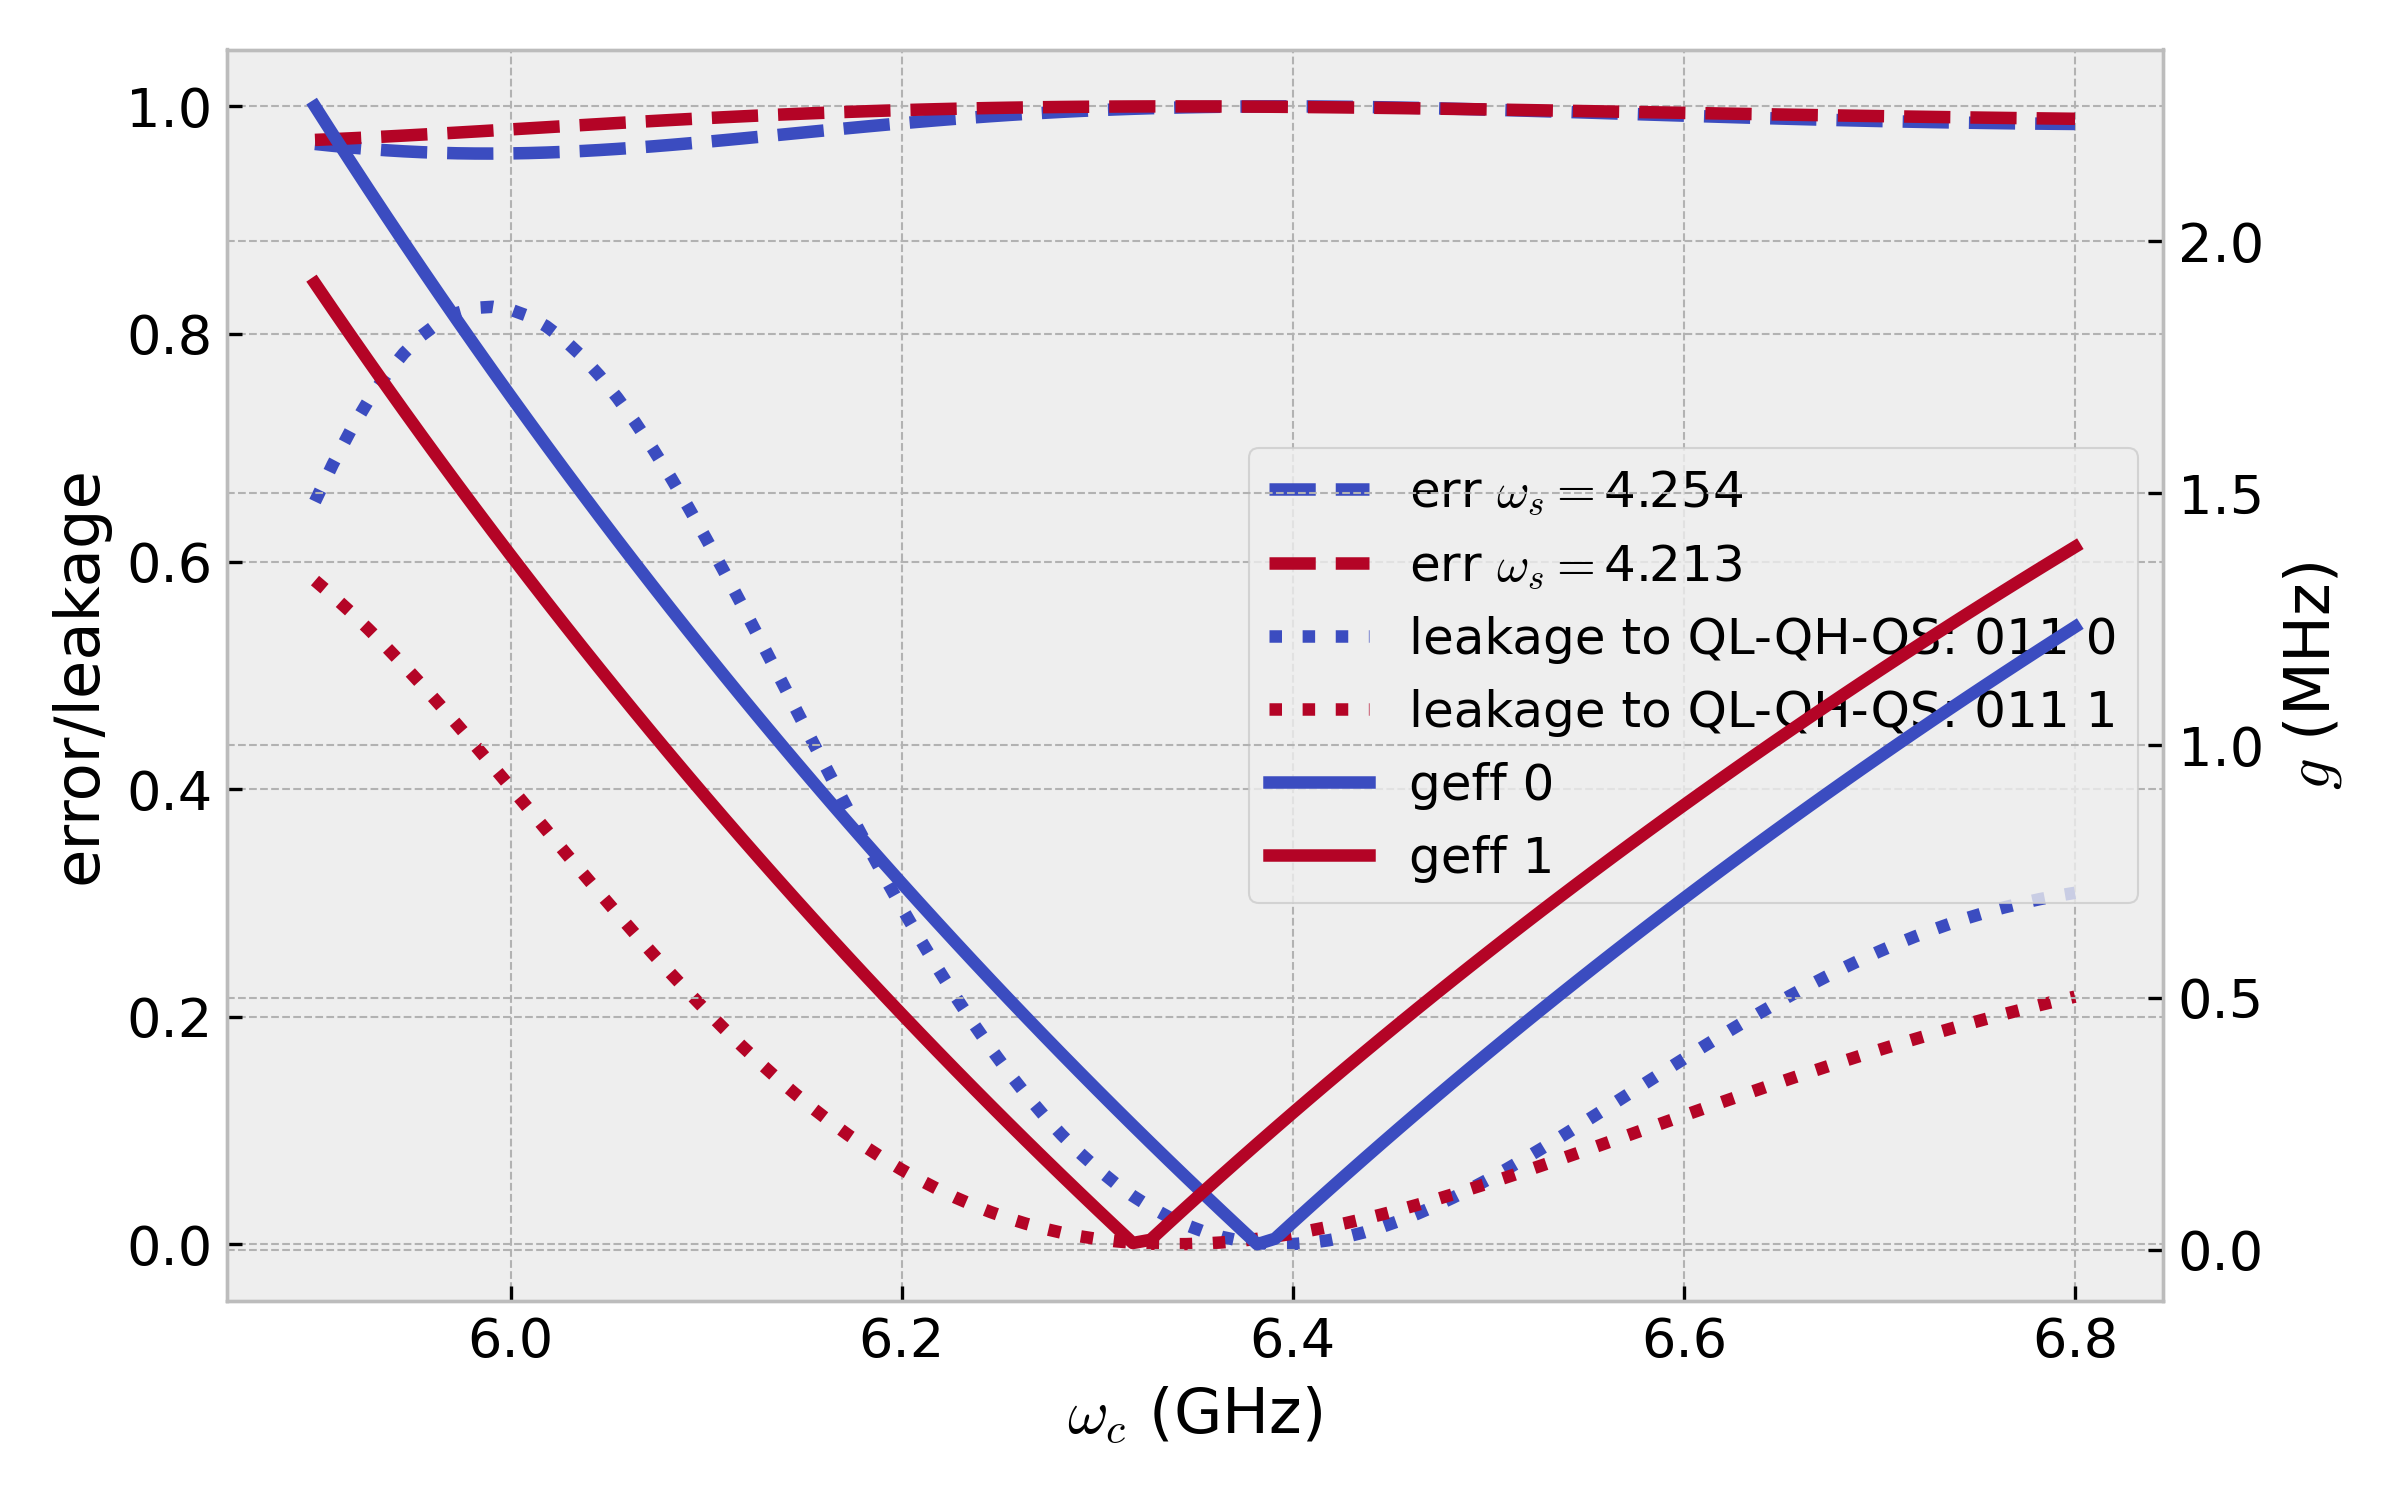 1.0
0.8
0.6
0.4
0.2
0.0
error/leakage
2.0
1.5
1.0
0.5
0.0
g (MHz)
err ωₛ = 4.254
err ωₛ = 4.213
leakage to QL-QH-QS: 011 0
leakage to QL-QH-QS: 011 1
geff 0
geff 1
6.0 6.2 6.4 6.6 6.8
ω_c (GHz)